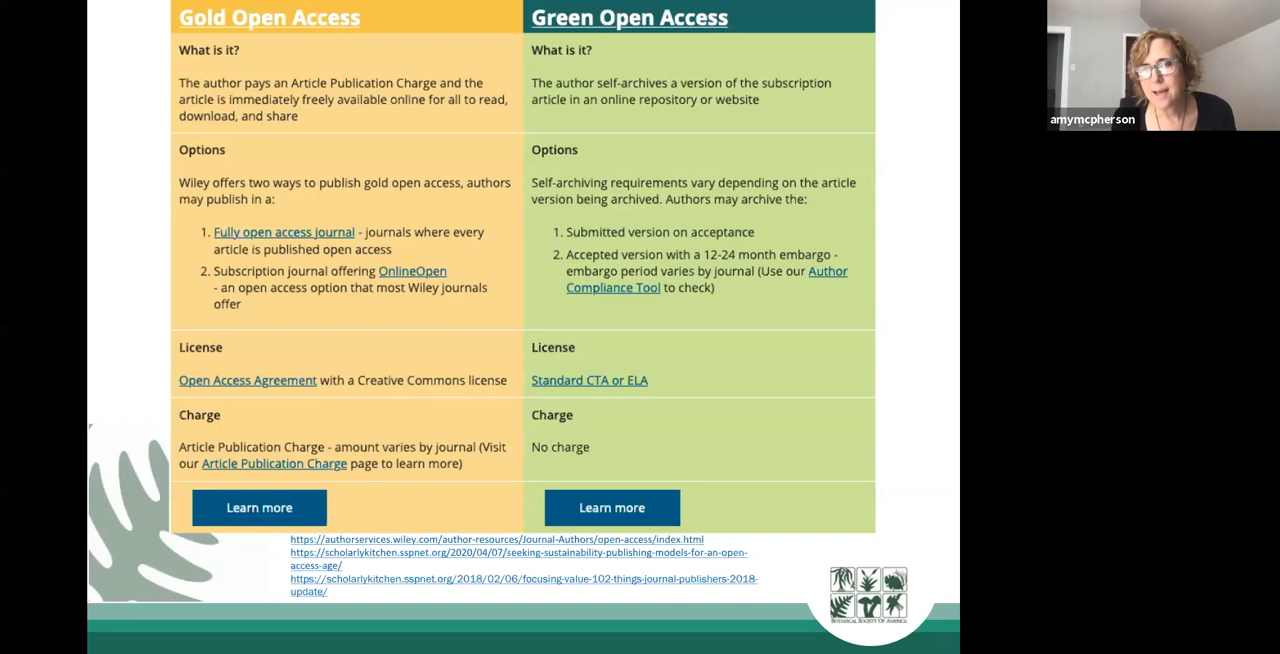 Gold Open Access
What is it?
The author pays an Article Publication Charge and the
article is immediately freely available online for all to read,
download, and share
Options
Wiley offers two ways to publish gold open access, authors
may publish in a:
1. Fully open access journal - journals where every
article is published open access
2. Subscription journal offering OnlineOpen
- an open access option that most Wiley journals
offer
License
Open Access Agreement with a Creative Commons license
Charge
Article Publication Charge - amount varies by journal (Visit
our Article Publication Charge page to learn more)
Learn more
Green Open Access
What is it?
The author self-archives a version of the subscription
article in an online repository or website
Options
Self-archiving requirements vary depending on the article
version being archived. Authors may archive the:
1. Submitted version on acceptance
2. Accepted version with a 12-24 month embargo -
embargo period varies by journal (Use our Author
Compliance Tool to check)
License
Standard CTA or ELA
Charge
No charge
Learn more
https://authorservices.wiley.com/author-resources/Journal-Authors/open-access/index.html
https://scholarlykitchen.sspnet.org/2020/04/07/seeking-sustainability-publishing-models-for-an-open-
access-age/
https://scholarlykitchen.sspnet.org/2018/02/06/focusing-value-102-things-journal-publishers-2018-
update/
BOTANICAL SOCIETY OF AMERICA
amymcpherson